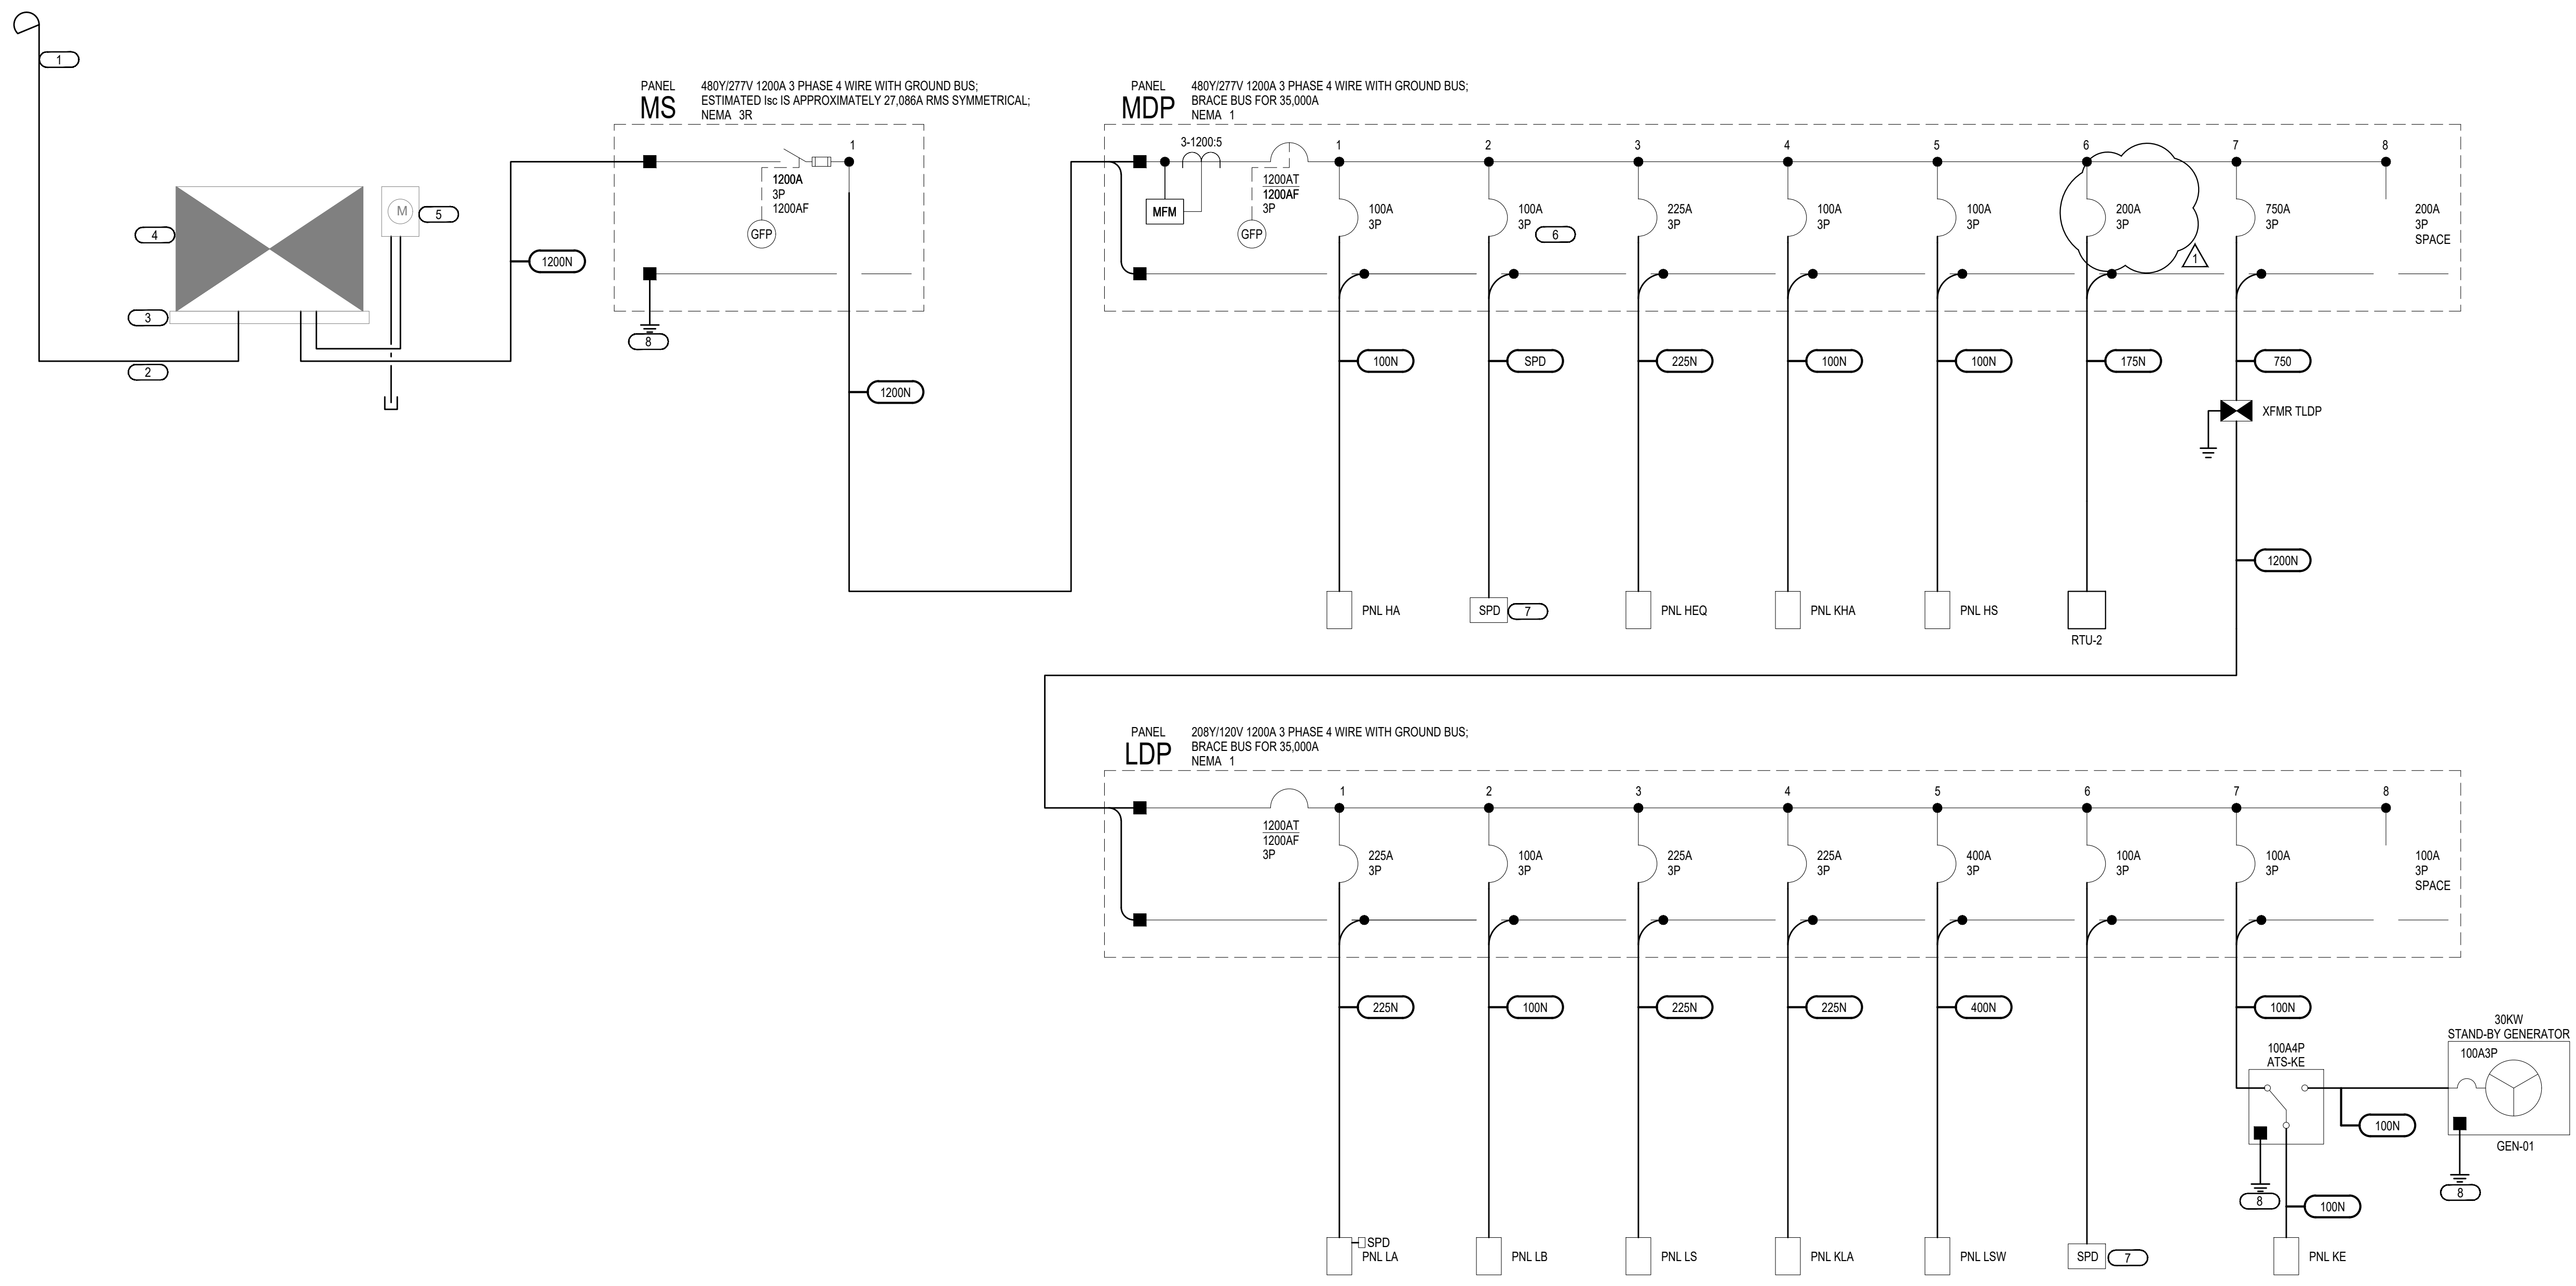 1
2
3
4
5
M
1200N
PANEL
MS
480Y/277V 1200A 3 PHASE 4 WIRE WITH GROUND BUS;
ESTIMATED Isc IS APPROXIMATELY 27,086A RMS SYMMETRICAL;
NEMA 3R
1
1200A
3P
1200AF
GFP
8
1200N
PANEL
MDP
480Y/277V 1200A 3 PHASE 4 WIRE WITH GROUND BUS;
BRACE BUS FOR 35,000A
NEMA 1
3-1200:5
MFM
1200AT
1200AF
3P
GFP
1
2
3
4
5
6
7
8
100A
3P
100A
3P
6
225A
3P
100A
3P
100A
3P
200A
3P
1
750A
3P
200A
3P
SPACE
100N
SPD
225N
100N
100N
175N
750
XFMR TLDP
1200N
PNL HA
SPD
7
PNL HEQ
PNL KHA
PNL HS
RTU-2
PANEL
LDP
208Y/120V 1200A 3 PHASE 4 WIRE WITH GROUND BUS;
BRACE BUS FOR 35,000A
NEMA 1
1200AT
1200AF
3P
1
2
3
4
5
6
7
8
225A
3P
100A
3P
225A
3P
225A
3P
400A
3P
100A
3P
100A
3P
100A
3P
SPACE
225N
100N
225N
225N
400N
100N
30KW
STAND-BY GENERATOR
100A3P
GEN-01
100A4P
ATS-KE
100N
8
8
100N
SPD
PNL LA
PNL LB
PNL LS
PNL KLA
PNL LSW
SPD
7
PNL KE